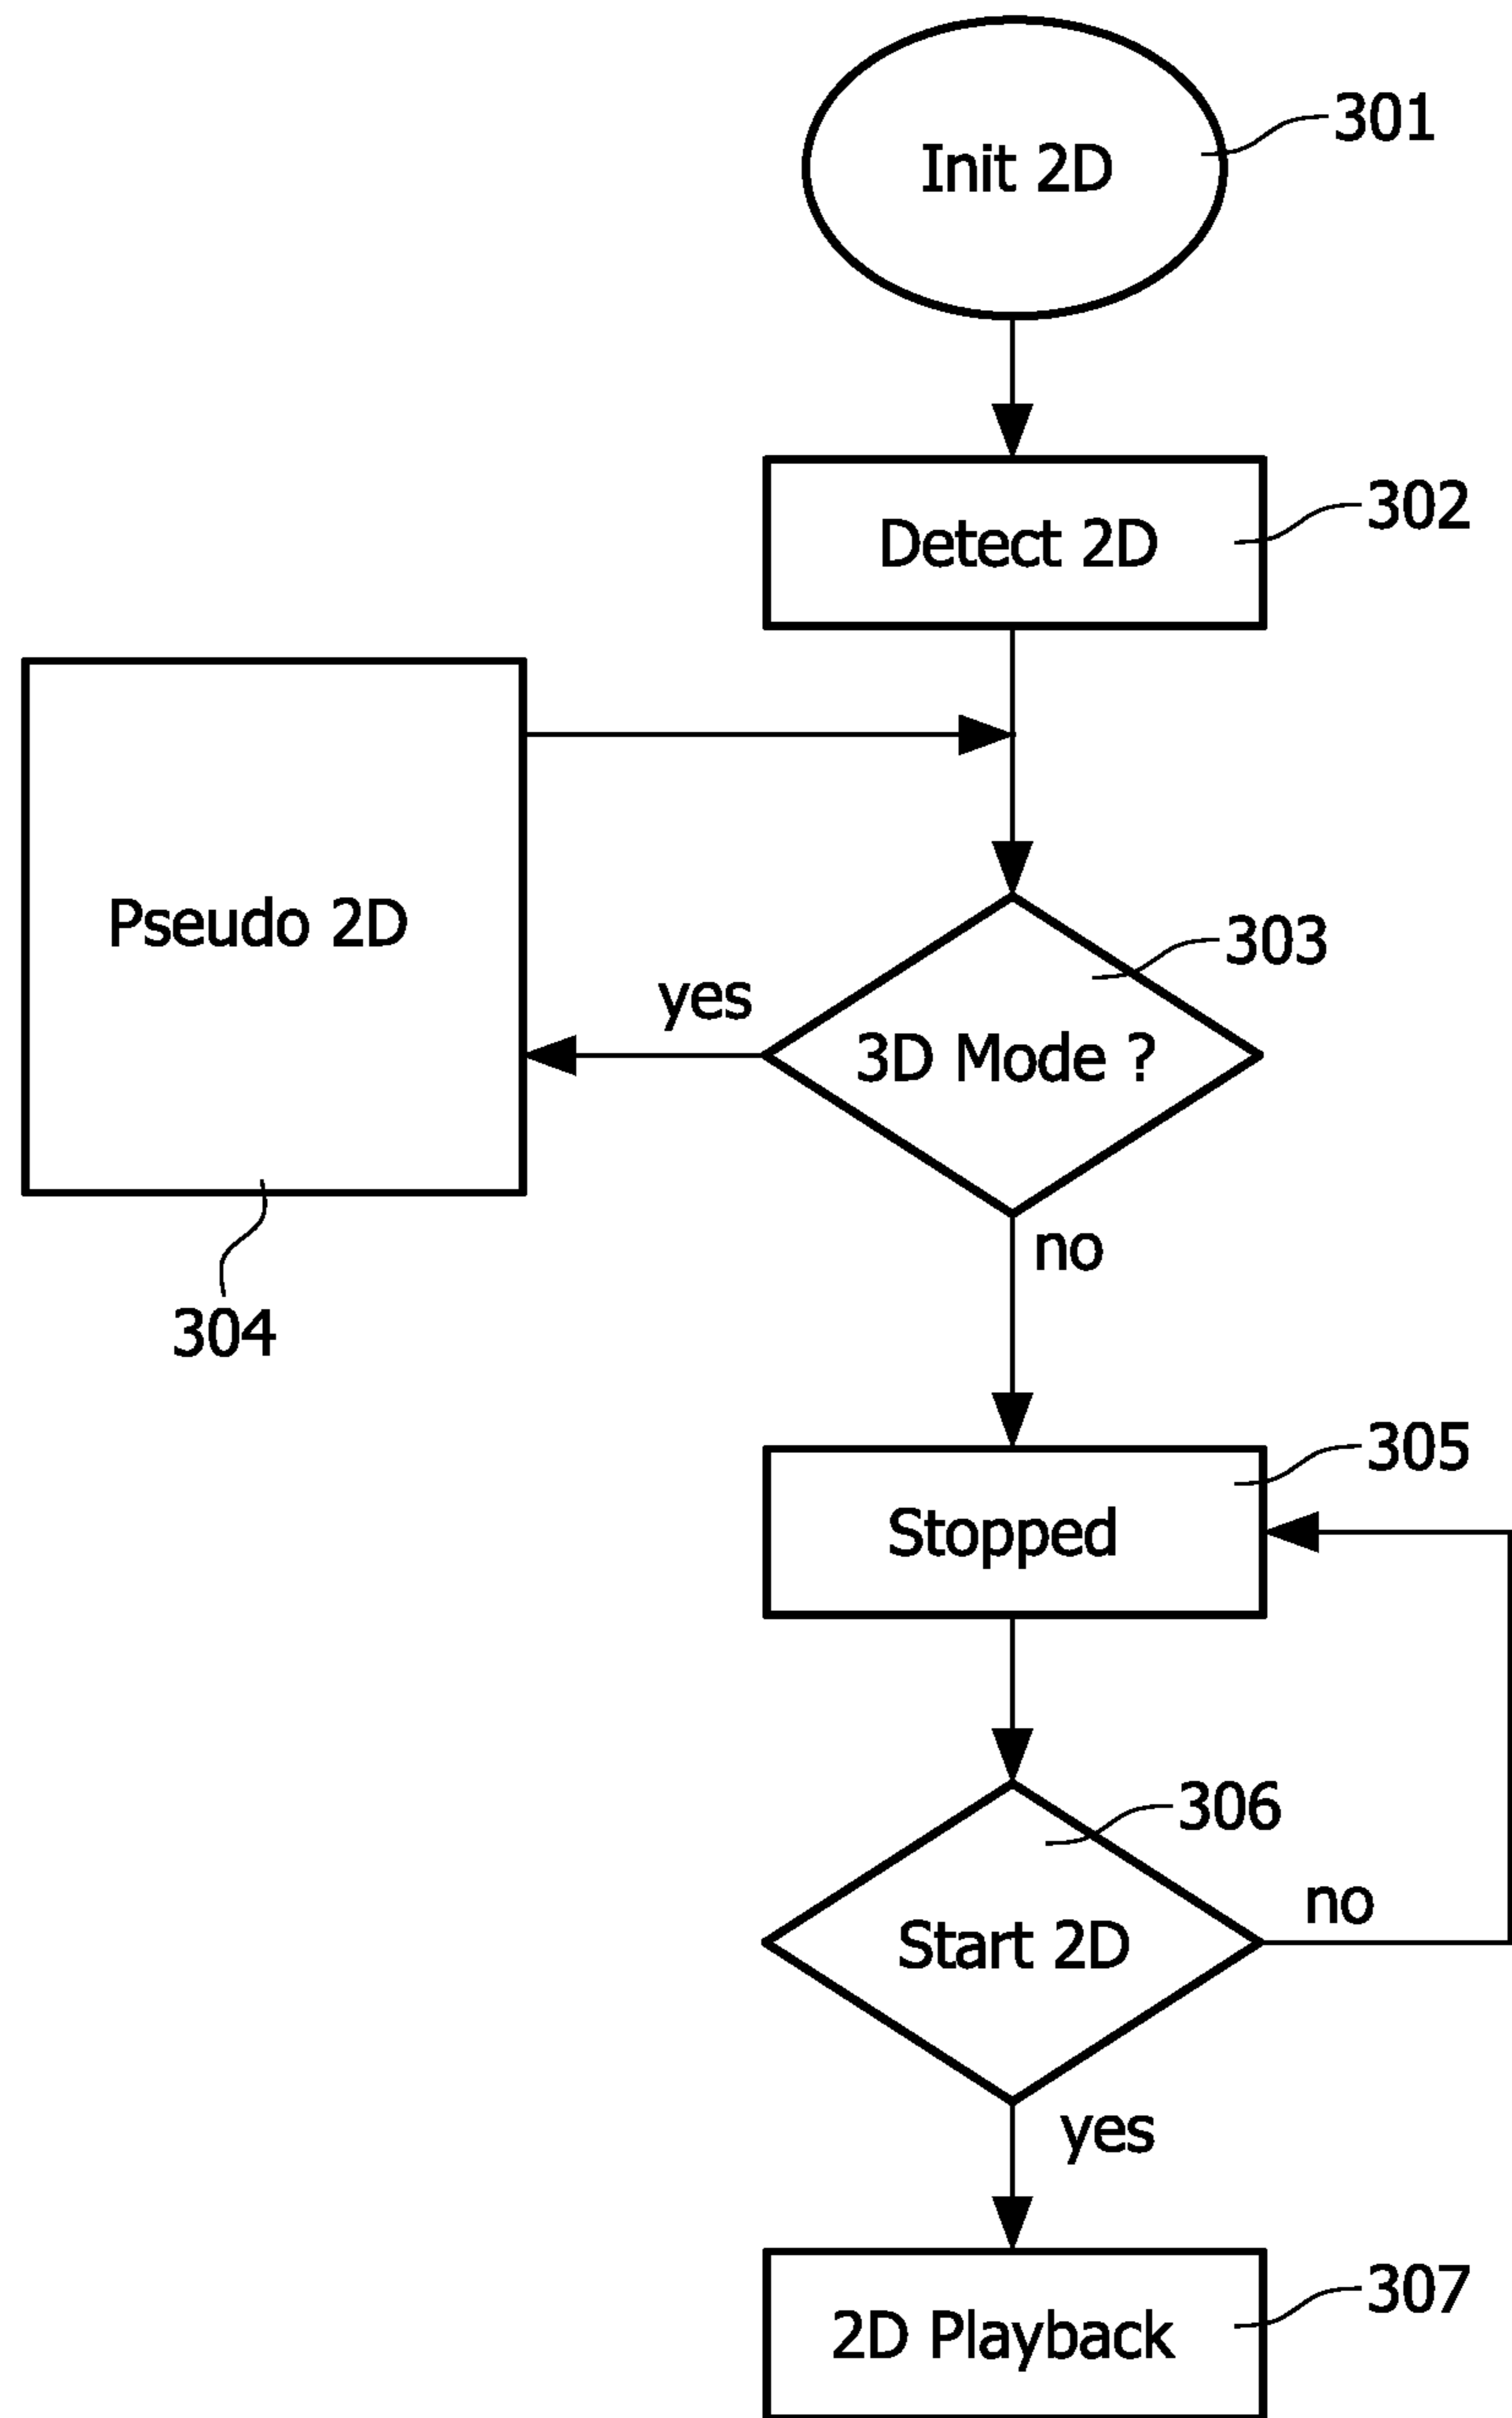 301
Init 2D
302
Detect 2D
Pseudo 2D
303
yes
3D Mode ?
no
304
305
Stopped
306
no
Start 2D
yes
307
2D Playback